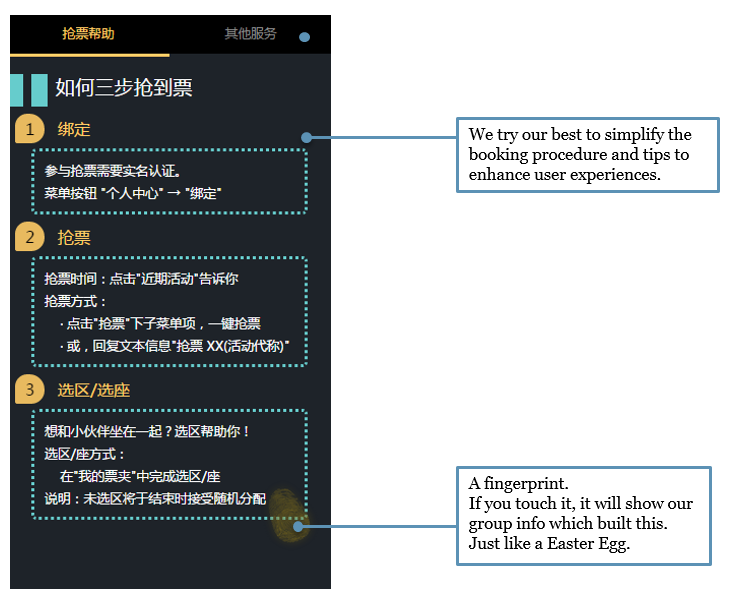 抢票帮助
其他服务
如何三步抢到票
1 绑定
参与抢票需要实名认证。
菜单按钮 "个人中心" → "绑定"
2 抢票
抢票时间：点击"近期活动"告诉你
抢票方式：
· 点击"抢票"下子菜单项，一键抢票
· 或，回复文本信息"抢票 XX(活动代称)"
3 选区/选座
想和小伙伴坐在一起？选区帮助你！
选区/座方式：
在"我的票夹"中完成选区/座
说明：未选区将于结束时接受随机分配
We try our best to simplify the
booking procedure and tips to
enhance user experiences.
A fingerprint.
If you touch it, it will show our
group info which built this.
Just like a Easter Egg.